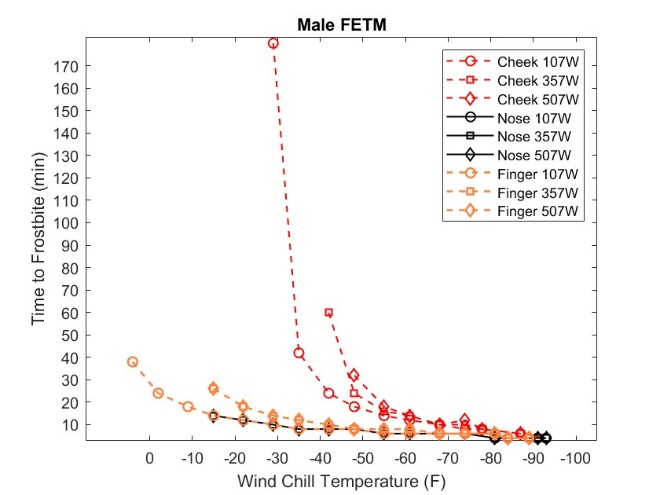 Male FETM
Cheek 107W
Cheek 357W
Cheek 507W
Nose 107W
Nose 357W
Nose 507W
Finger 107W
Finger 357W
Finger 507W
170
160
150
140
130
120
110
100
90
80
70
60
50
40
30
20
10
Time to Frostbite (min)
0 -10 -20 -30 -40 -50 -60 -70 -80 -90 -100
Wind Chill Temperature (F)